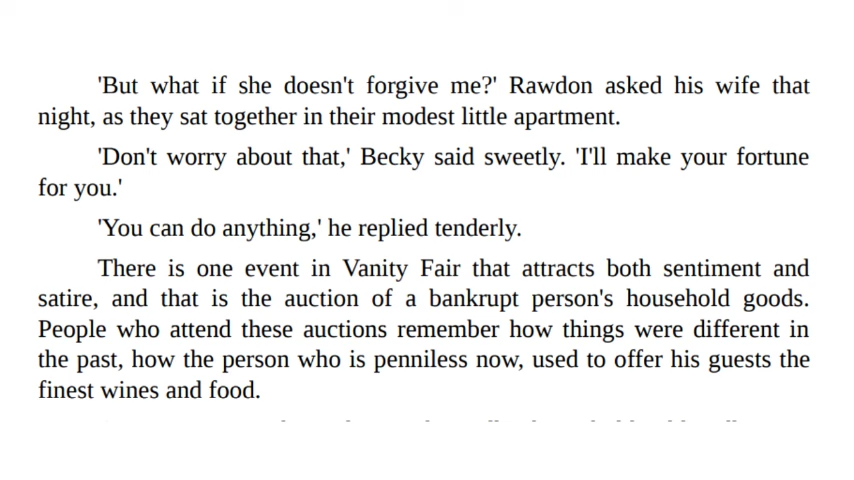 'But what if she doesn't forgive me?' Rawdon asked his wife that
night, as they sat together in their modest little apartment.
'Don't worry about that,' Becky said sweetly. 'I'll make your fortune
for you.'
'You can do anything,' he replied tenderly.
There is one event in Vanity Fair that attracts both sentiment and
satire, and that is the auction of a bankrupt person's household goods.
People who attend these auctions remember how things were different in
the past, how the person who is penniless now, used to offer his guests the
finest wines and food.